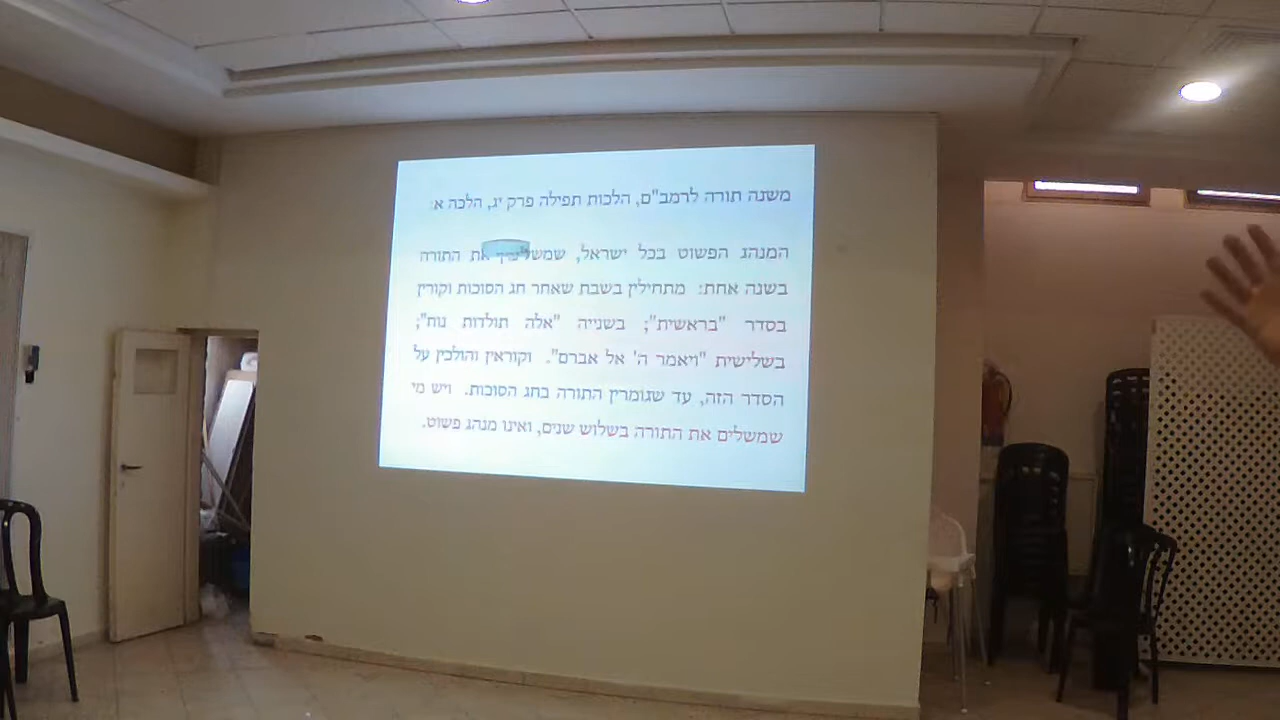 משנה תורה לרמב"ם, הלכות תפילה פרק יג, הלכה א:
המנהג הפשוט בכל ישראל, שמשלימין את התורה
בשנה אחת: מתחילין בשבת שאחר חג הסוכות וקורין
בסדר "בראשית"; בשנייה "אלה תולדות נוח";
בשלישית "ויאמר ה' אל אברם". וקוראין והולכין על
הסדר הזה, עד שגומרין התורה בחג הסוכות. ויש מי
שמשלים את התורה בשלוש שנים, ואינו מנהג פשוט.